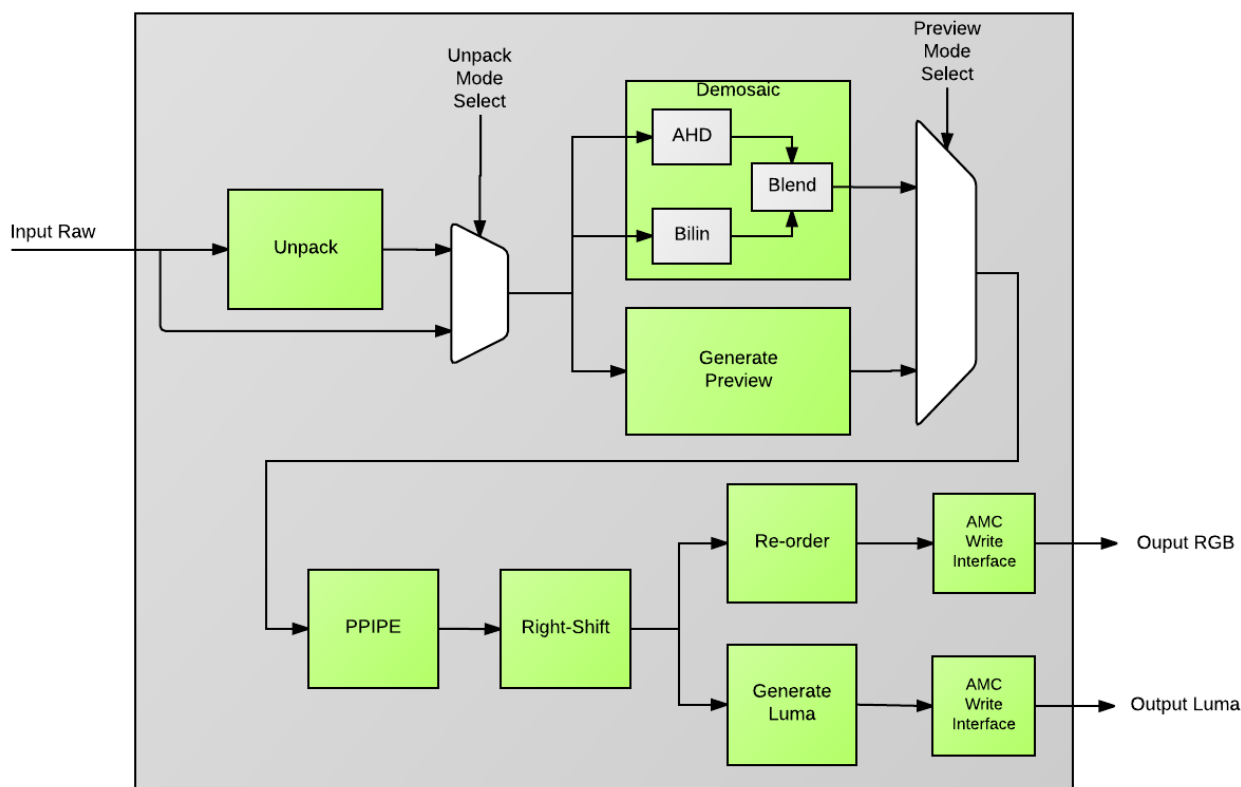 Unpack
Mode
Select
Preview
Mode
Select
Demosaic
AHD
Blend
Bilin
Input Raw
Unpack
Generate
Preview
Re-order
AMC
Write
Interface
Ouput RGB
PPIPE
Right-Shift
Generate
Luma
AMC
Write
Interface
Output Luma